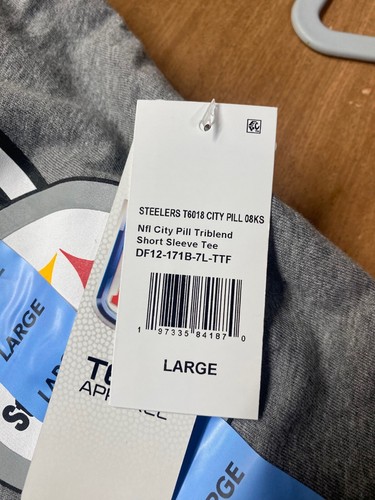 STEELERS T6018 CITY PILL 08KS
Nfl City Pill Triblend
Short Sleeve Tee
DF12-171B-7L-TTF
1 97335 84187 0
LARGE
LARGE
LARGE